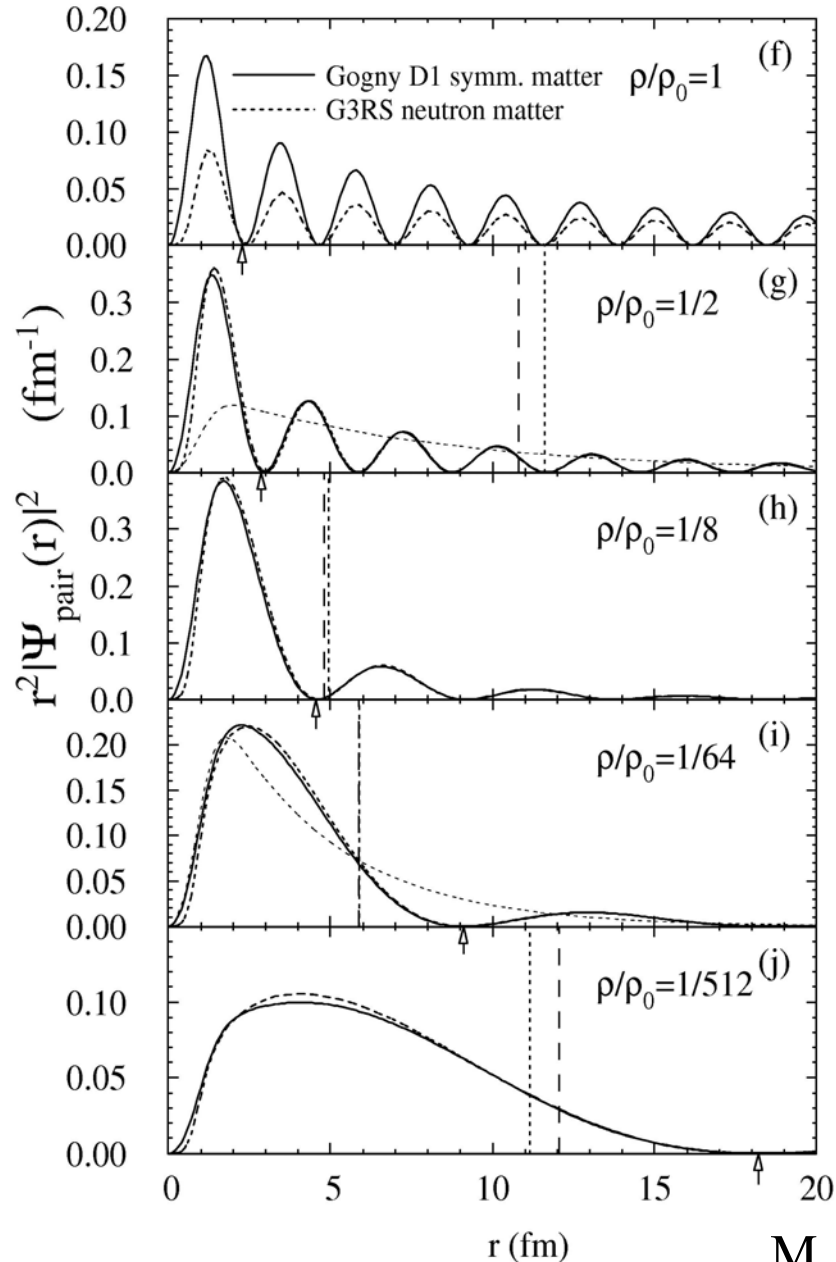 0.20
(f)
Gogny D1 symm. matter
ρ/ρ₀=1
0.15
G3RS neutron matter
0.10
0.05
0.00
(g)
0.3
ρ/ρ₀=1/2
0.2
0.1
0.0
(h)
0.3
ρ/ρ₀=1/8
0.2
0.1
0.0
(i)
0.20
ρ/ρ₀=1/64
0.15
0.10
0.05
0.00
(j)
ρ/ρ₀=1/512
0.10
0.05
0.00
0 5 10 15 20
r (fm)
r²|Ψpair(r)|² (fm⁻¹)
M